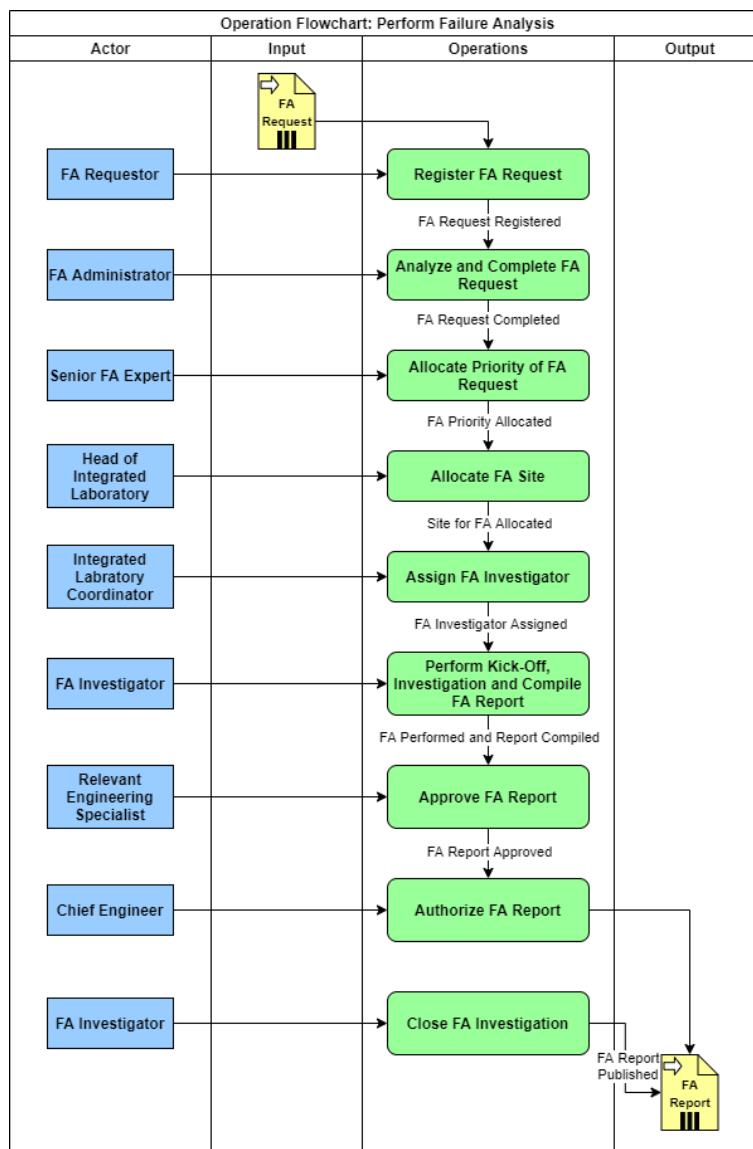 Operation Flowchart: Perform Failure Analysis
Actor
Input
Operations
Output
FA
Request
FA Requestor
Register FA Request
FA Request Registered
FA Administrator
Analyze and Complete FA
Request
FA Request Completed
Senior FA Expert
Allocate Priority of FA
Request
FA Priority Allocated
Head of
Integrated
Laboratory
Allocate FA Site
Site for FA Allocated
Integrated
Labratory
Coordinator
Assign FA Investigator
FA Investigator Assigned
FA Investigator
Perform Kick-Off,
Investigation and Compile
FA Report
FA Performed and Report Compiled
Relevant
Engineering
Specialist
Approve FA Report
FA Report Approved
Chief Engineer
Authorize FA Report
FA Investigator
Close FA Investigation
FA Report
Published
FA
Report